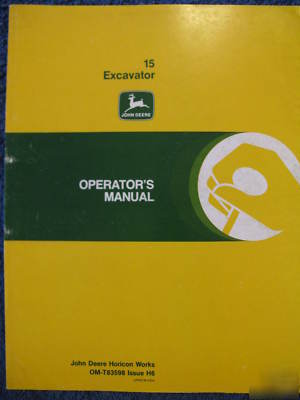 15
Excavator
JOHN DEERE
OPERATOR'S
MANUAL
John Deere Horicon Works
OM-T83598 Issue H6